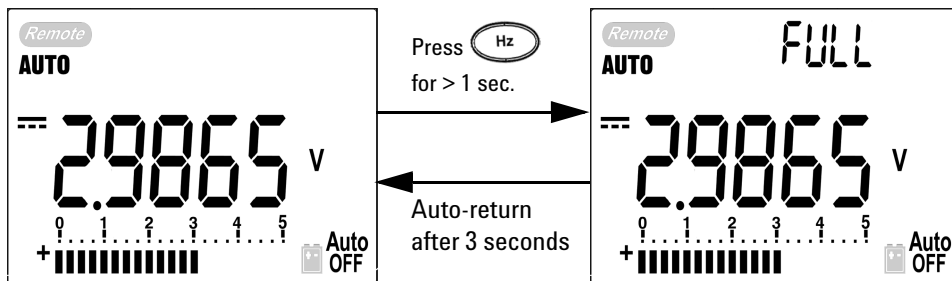 Remote
AUTO
2.9865 V
0 1 2 3 4 5
+
Auto
OFF
Press Hz
for > 1 sec.
Auto-return
after 3 seconds
Remote
AUTO
FULL
2.9865 V
0 1 2 3 4 5
+
Auto
OFF